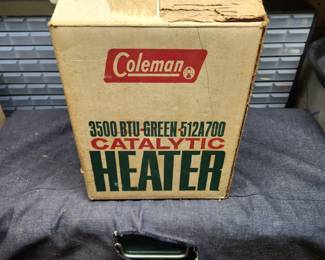 Coleman
3500 BTU-GREEN-512A700
CATALYTIC
HEATER